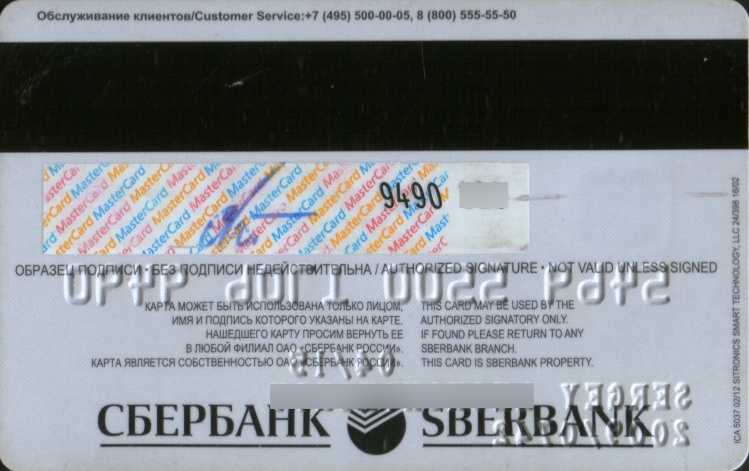 Обслуживание клиентов/Customer Service:+7 (495) 500-00-05, 8 (800) 555-55-50
9490
ОБРАЗЕЦ ПОДПИСИ • БЕЗ ПОДПИСИ НЕДЕЙСТВИТЕЛЬНА / AUTHORIZED SIGNATURE • NOT VALID UNLESS SIGNED
КАРТА МОЖЕТ БЫТЬ ИСПОЛЬЗОВАНА ТОЛЬКО ЛИЦОМ,
ИМЯ И ПОДПИСЬ КОТОРОГО УКАЗАНЫ НА КАРТЕ.
НАШЕДШЕГО КАРТУ ПРОСИМ ВЕРНУТЬ ЕЕ
В ЛЮБОЙ ФИЛИАЛ ОАО «СБЕРБАНК РОССИИ».
КАРТА ЯВЛЯЕТСЯ СОБСТВЕННОСТЬЮ ОАО «СБЕРБАНК РОССИИ».
THIS CARD MAY BE USED BY THE
AUTHORIZED SIGNATORY ONLY.
IF FOUND PLEASE RETURN TO ANY
SBERBANK BRANCH.
THIS CARD IS SBERBANK PROPERTY.
SERGEY
СБЕРБАНК SBERBANK
ICA 5037 02/12 SITRONICS SMART TECHNOLOGY, LLC 24/398 16/02